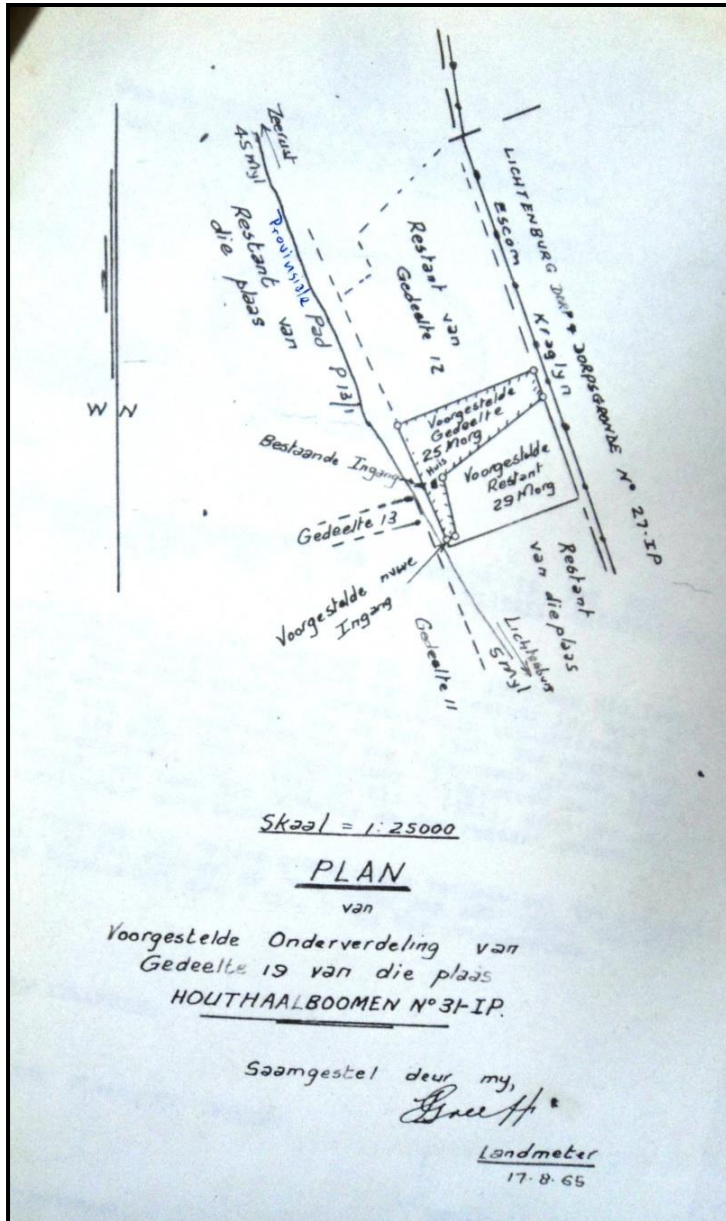 Zeerust
45 Myl
Provinsiale Pad P 13/1
Restant van
die plaas
Restant van
Gedeelte 12
LICHTENBURG DORP & DORPSGRONDE Nº 27-IP
Escom Kraglyn
W N
Voorgestelde
Gedeelte
25 Morg
Huis
Voorgestelde
Restant
29 Morg
Bestaande Ingang
Gedeelte 13
Voorgestelde nuwe
Ingang
Gedeelte 11
Restant
van die plaas
Lichtenburg
5 Myl
Skaal = 1:25000
PLAN
van
Voorgestelde Onderverdeling van
Gedeelte 19 van die plaas
HOUTHAALBOOMEN Nº 31-IP.
Saamgestel deur my,
Landmeter
17·8·65